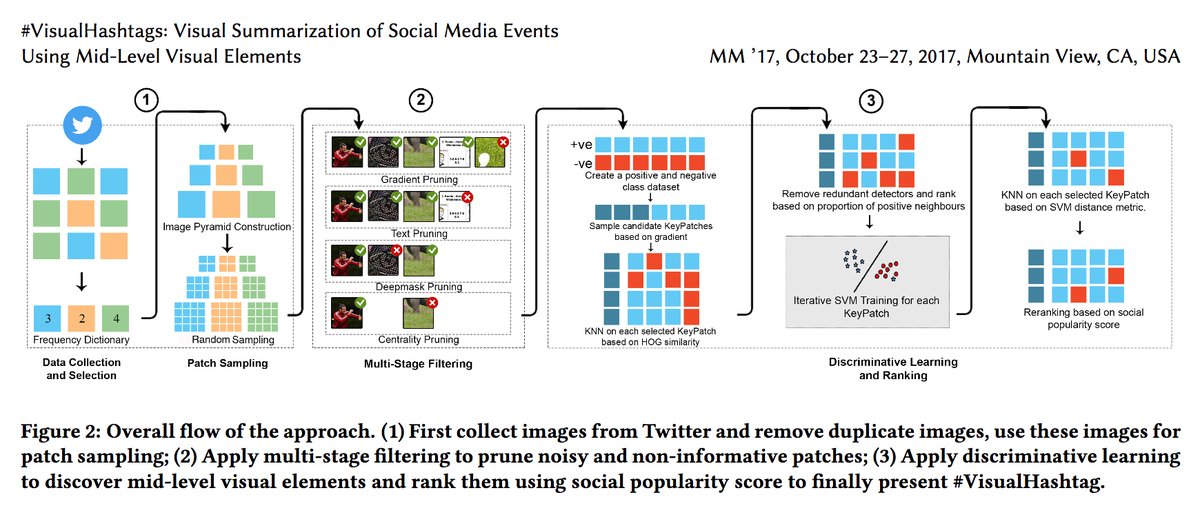 #VisualHashtags: Visual Summarization of Social Media Events
Using Mid-Level Visual Elements
MM ’17, October 23–27, 2017, Mountain View, CA, USA
1
2
3
3 2 4
Frequency Dictionary
Data Collection
and Selection
Image Pyramid Construction
Random Sampling
Patch Sampling
Gradient Pruning
Text Pruning
Deepmask Pruning
Centrality Pruning
Multi-Stage Filtering
+ve
-ve
Create a positive and negative
class dataset
Sample candidate KeyPatches
based on gradient
KNN on each selected KeyPatch
based on HOG similarity
Remove redundant detectors and rank
based on proportion of positive neighbours
Iterative SVM Training for each
KeyPatch
KNN on each selected KeyPatch
based on SVM distance metric.
Reranking based on social
popularity score
Discriminative Learning
and Ranking
Figure 2: Overall flow of the approach. (1) First collect images from Twitter and remove duplicate images, use these images for
patch sampling; (2) Apply multi-stage filtering to prune noisy and non-informative patches; (3) Apply discriminative learning
to discover mid-level visual elements and rank them using social popularity score to finally present #VisualHashtag.